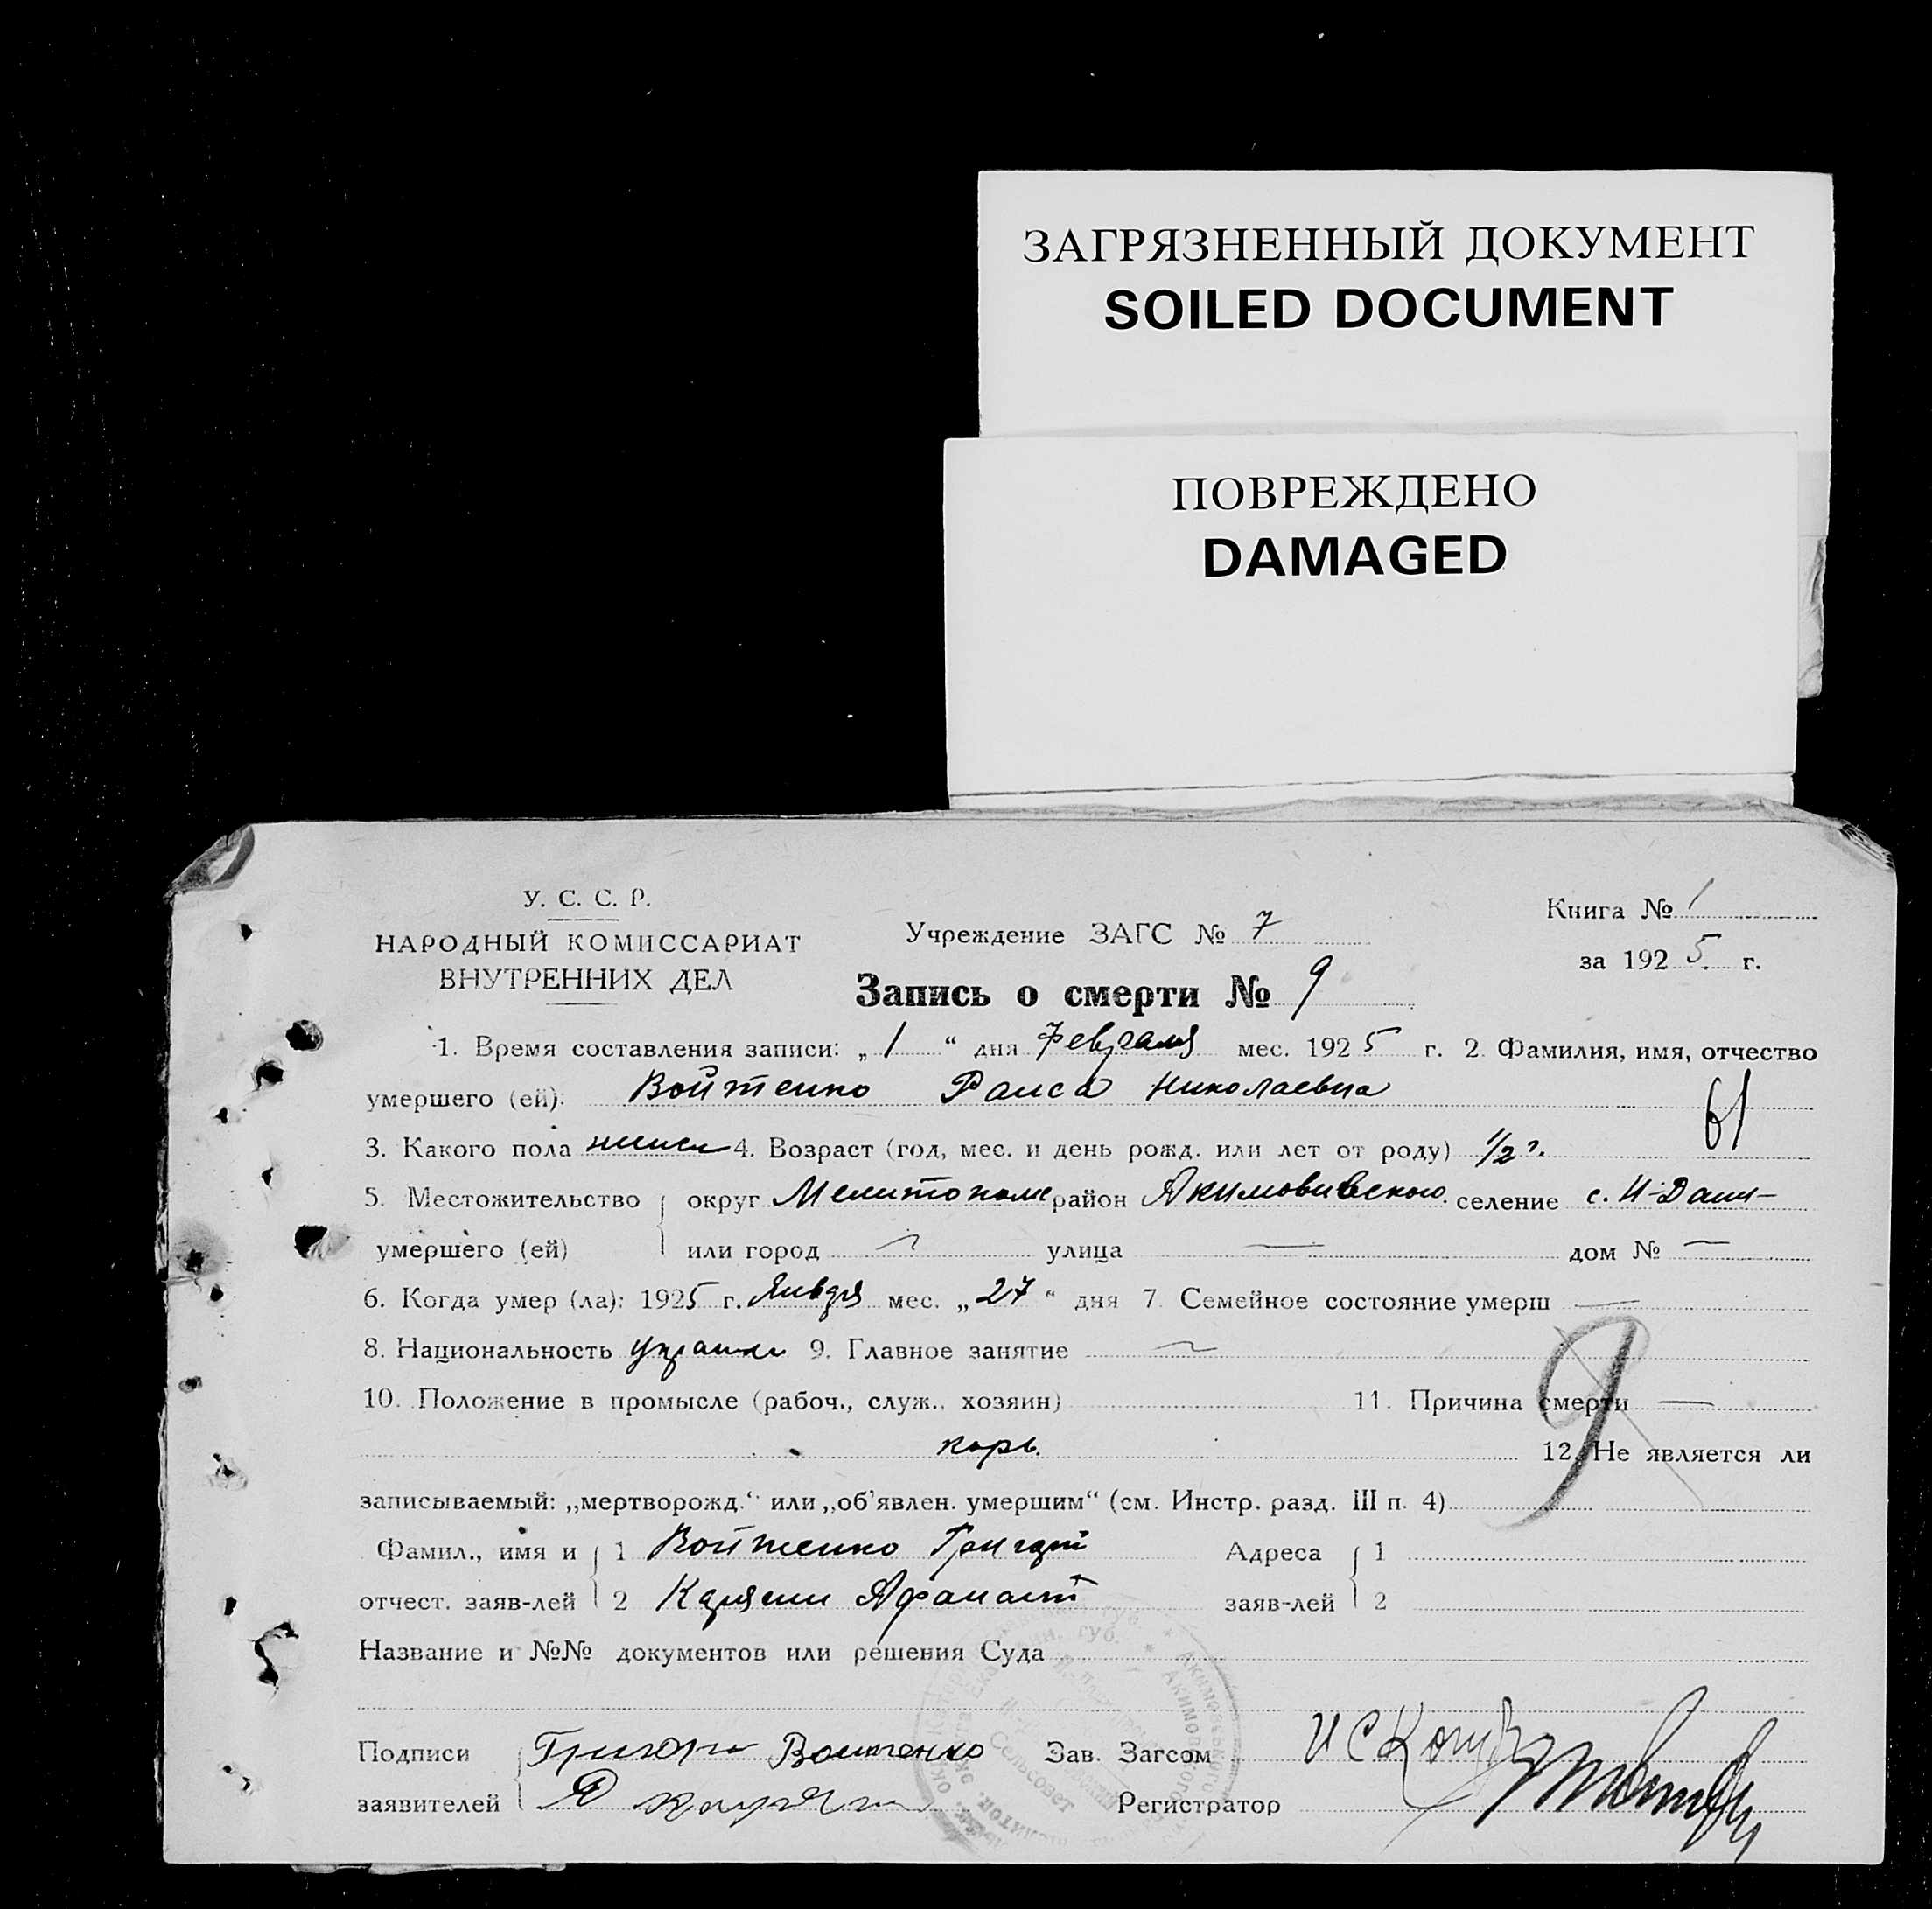 ЗАГРЯЗНЕННЫЙ ДОКУМЕНТ
SOILED DOCUMENT
ПОВРЕЖДЕНО
DAMAGED
У. С. С. Р.
НАРОДНЫЙ КОМИССАРИАТ
ВНУТРЕННИХ ДЕЛ
Учреждение ЗАГС № 7
Книга № 1
за 1925 г.
Запись о смерти № 9
1. Время составления записи: „1“ дня Февраля мес. 1925 г. 2. Фамилия, имя, отчество
умершего (ей): Войтенко Раиса Николаевна
61
3. Какого пола женск 4. Возраст (год, мес. и день рожд. или лет от роду) 1/2 г.
5. Местожительство округ Мелитопол район Акимовивского селение с. И-Дани-
умершего (ей) или город — улица — дом № —
6. Когда умер (ла): 1925 г. Января мес. „27“ дня 7. Семейное состояние умерш —
8. Национальность украин 9. Главное занятие —
10. Положение в промысле (рабоч., служ., хозяин) 11. Причина смерти —
корь. 12. Не является ли
9
записываемый: „мертворожд.“ или „об'явлен. умершим“ (см. Инстр. разд. III п. 4)
Фамил., имя и 1 Войтенко Григорий Адреса 1
отчест. заяв-лей 2 Афанасий заяв-лей 2
Название и №№ документов или решения Суда
Подписи Григори Войтенко Зав. Загсом
заявителей Регистратор
Сельсовет